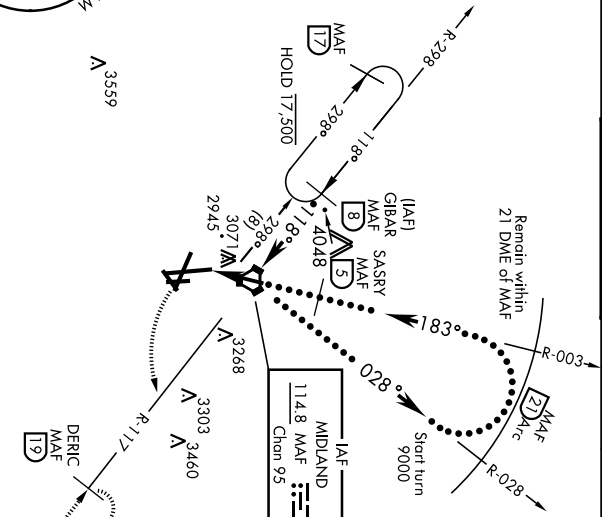 R-298
MAF
17
HOLD 17,500
298°
118°
3559
(IAF)
GIBAR
MAF
8
Remain within
21 DME of MAF
SASRY
MAF
5
4048
118°
298°
(8)
3071
2945
183°
R-003
MAF
21
Arc
028°
Start turn
9000
R-028
3268
3303
3460
R-117
DERIC
MAF
19
IAF
MIDLAND
114.8 MAF
Chan 95